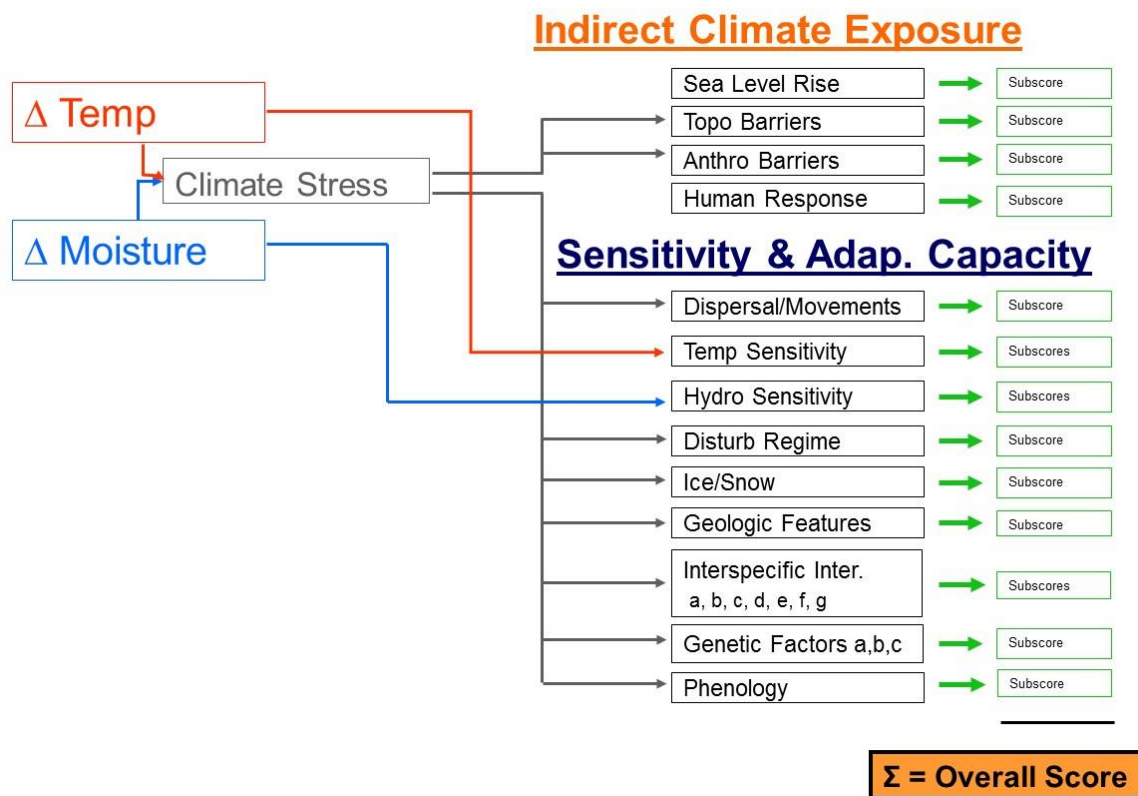 Indirect Climate Exposure
Δ Temp
Climate Stress
Δ Moisture
Sea Level Rise
Subscore
Topo Barriers
Subscore
Anthro Barriers
Subscore
Human Response
Subscore
Sensitivity & Adap. Capacity
Dispersal/Movements
Subscore
Temp Sensitivity
Subscores
Hydro Sensitivity
Subscores
Disturb Regime
Subscore
Ice/Snow
Subscore
Geologic Features
Subscore
Interspecific Inter.
a, b, c, d, e, f, g
Subscores
Genetic Factors a,b,c
Subscore
Phenology
Subscore
Σ = Overall Score